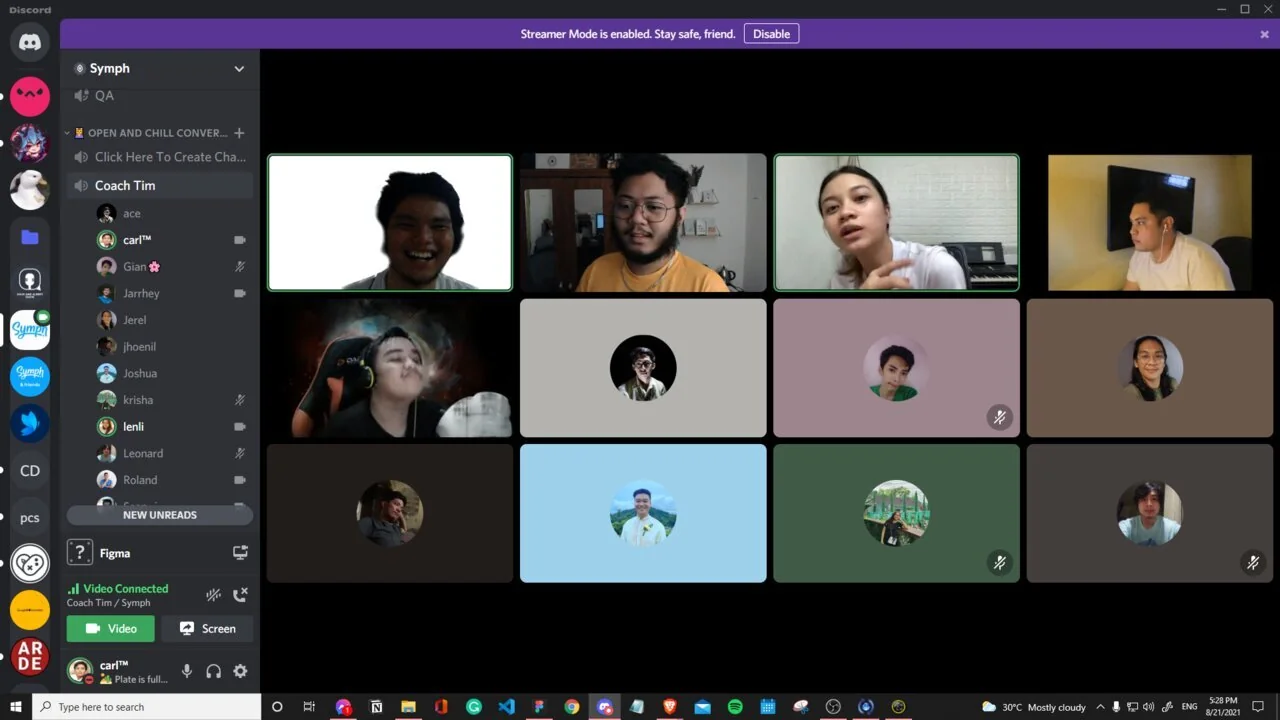 Discord
Streamer Mode is enabled. Stay safe, friend. Disable
Symph
QA
OPEN AND CHILL CONVER...
Click Here To Create Cha...
Coach Tim
ace
carl™
Gian🌸
Jarrhey
Jerel
jhoenil
Joshua
krisha
lenli
Leonard
Roland
NEW UNREADS
Symph
Symph
& friends
CD
pcs
AR
DE
? Figma
Video Connected
Coach Tim / Symph
Video Screen
carl™
Plate is full...
Type here to search
30°C Mostly cloudy
ENG
5:28 PM
8/21/2021